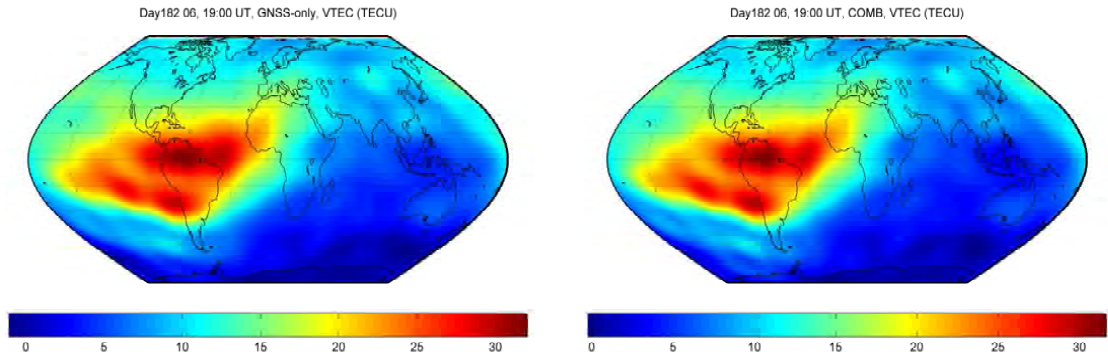 Day182 06, 19:00 UT, GNSS-only, VTEC (TECU)
Day182 06, 19:00 UT, COMB, VTEC (TECU)
0 5 10 15 20 25 30
0 5 10 15 20 25 30